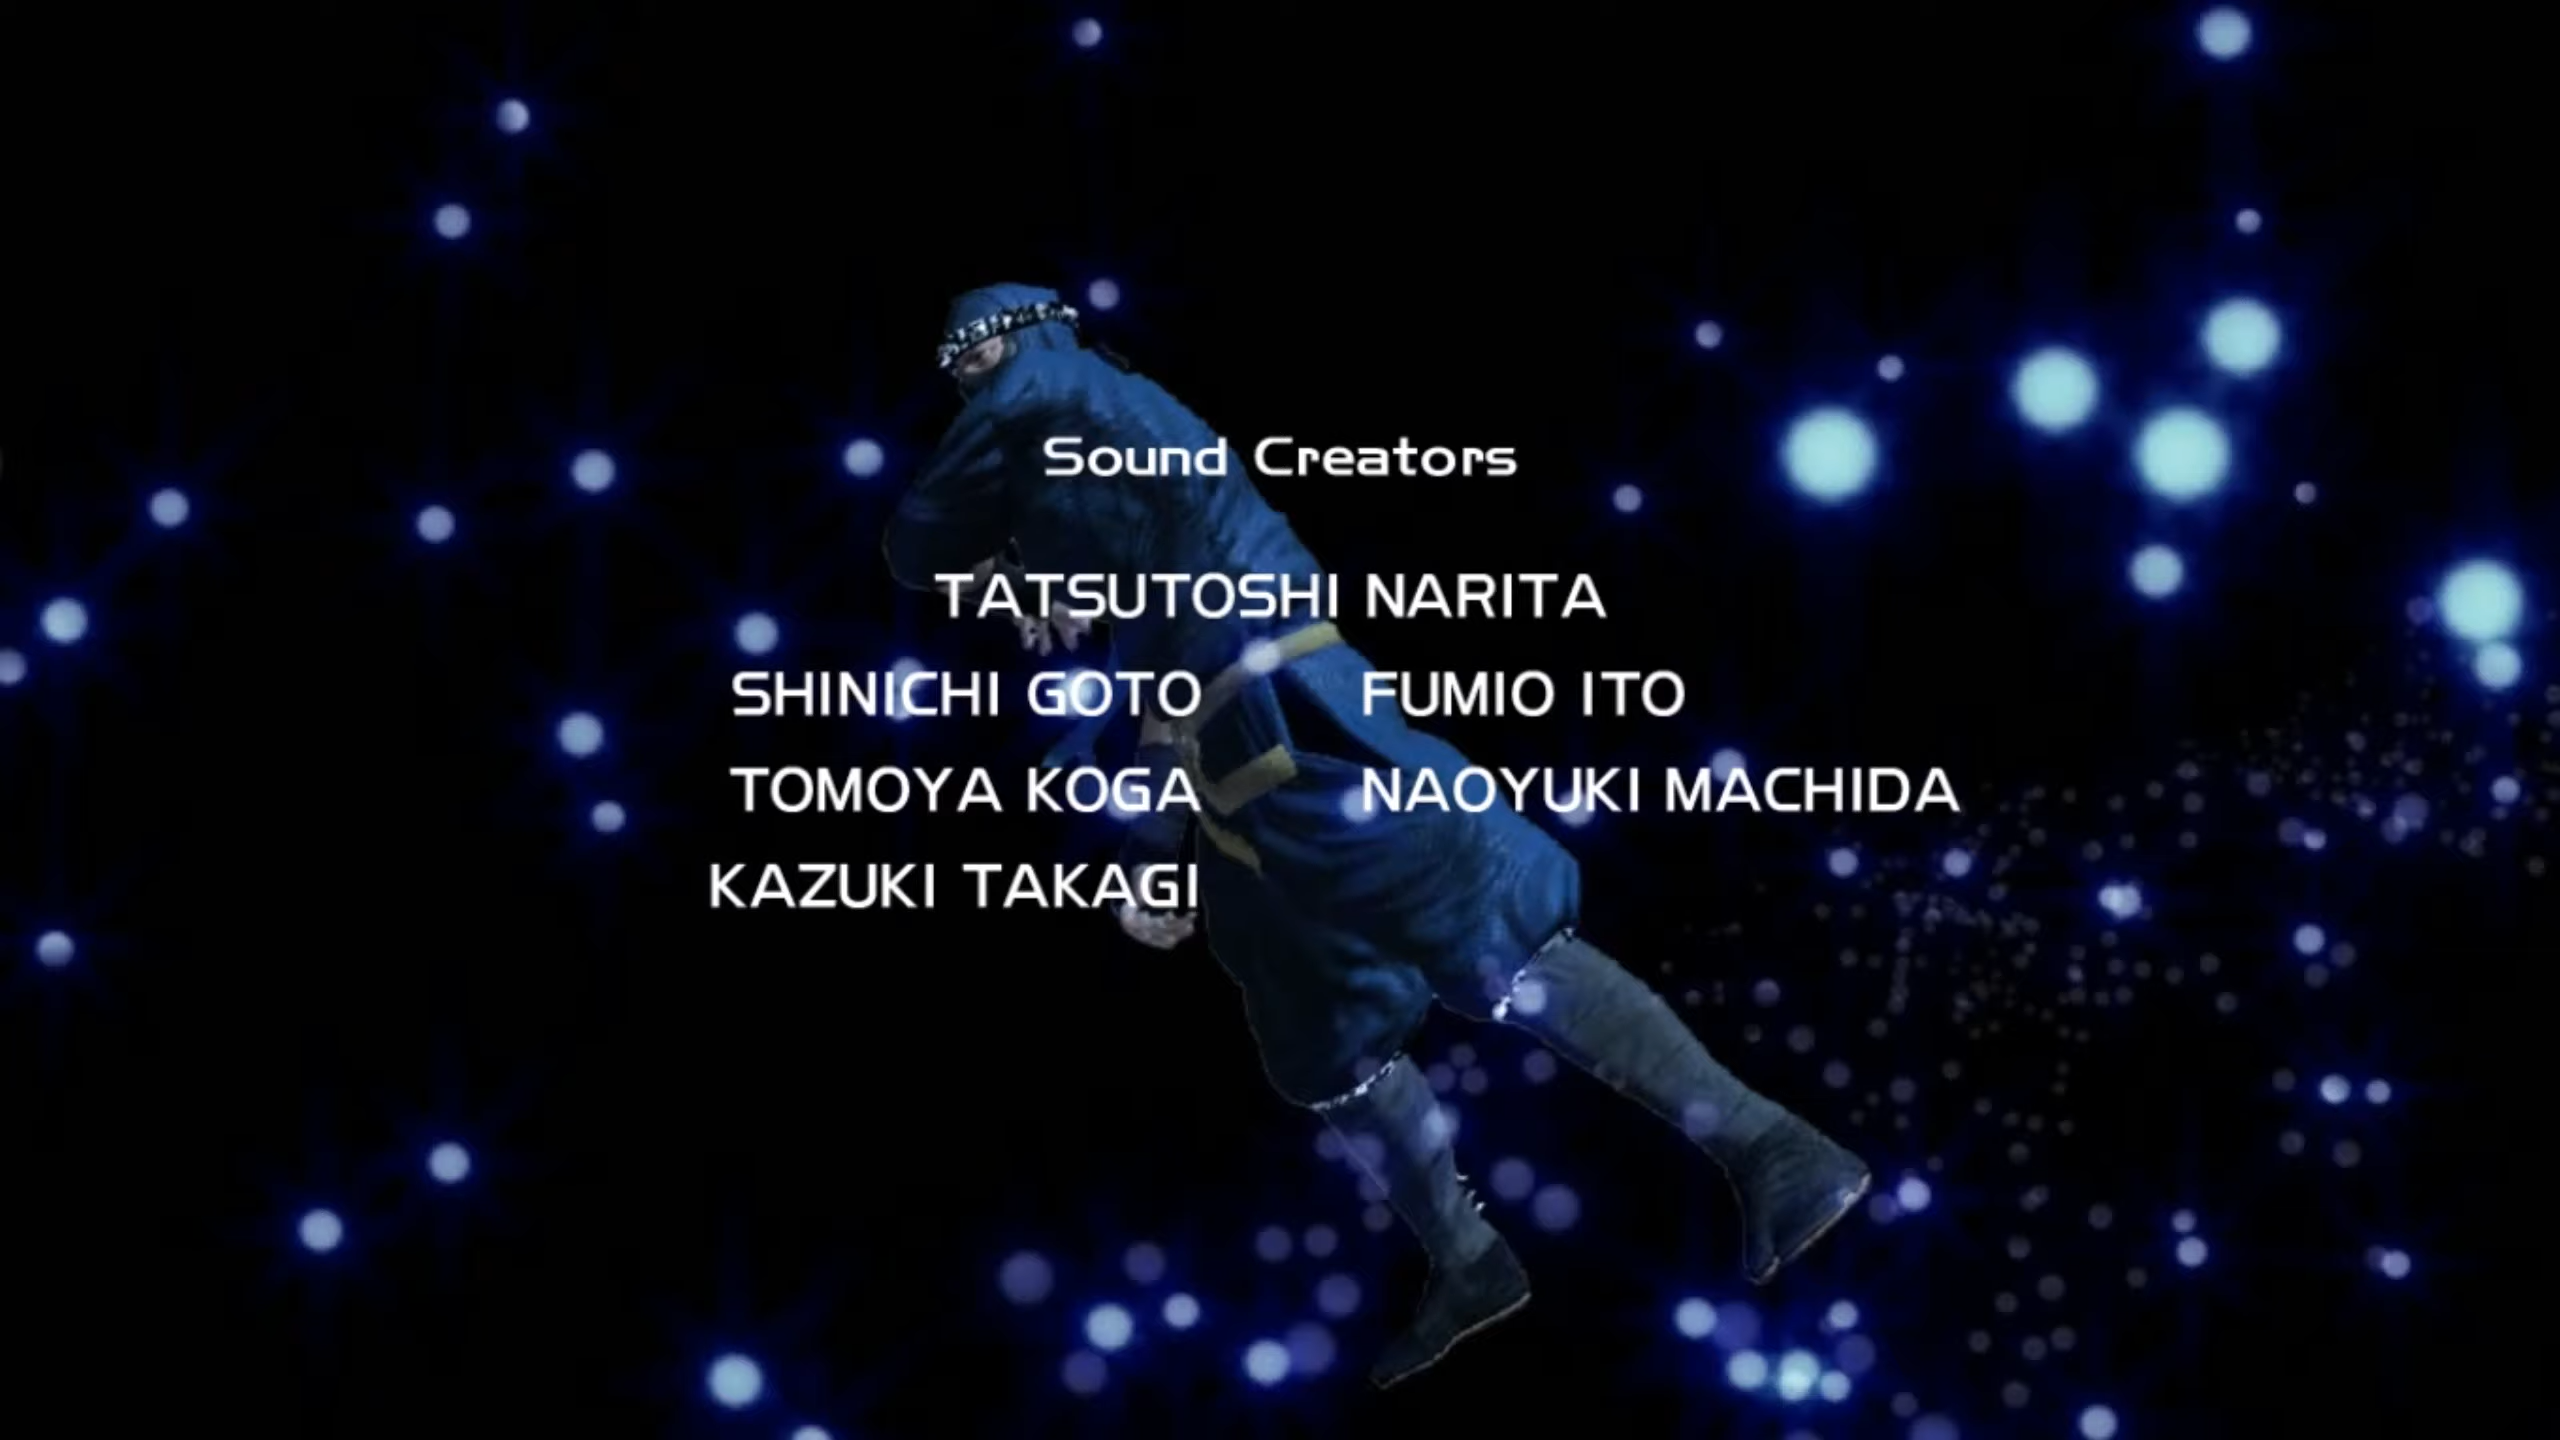 Sound Creators
TATSUTOSHI NARITA
SHINICHI GOTO FUMIO ITO
TOMOYA KOGA NAOYUKI MACHIDA
KAZUKI TAKAGI